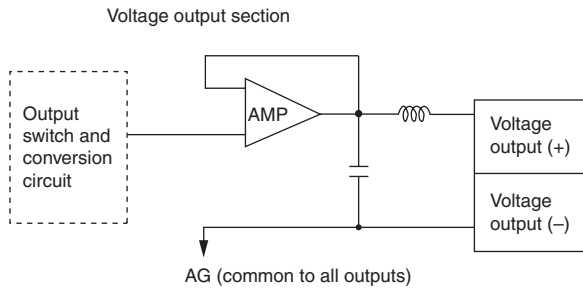 Voltage output section
Output
switch and
conversion
circuit
AMP
Voltage
output (+)
Voltage
output (–)
AG (common to all outputs)